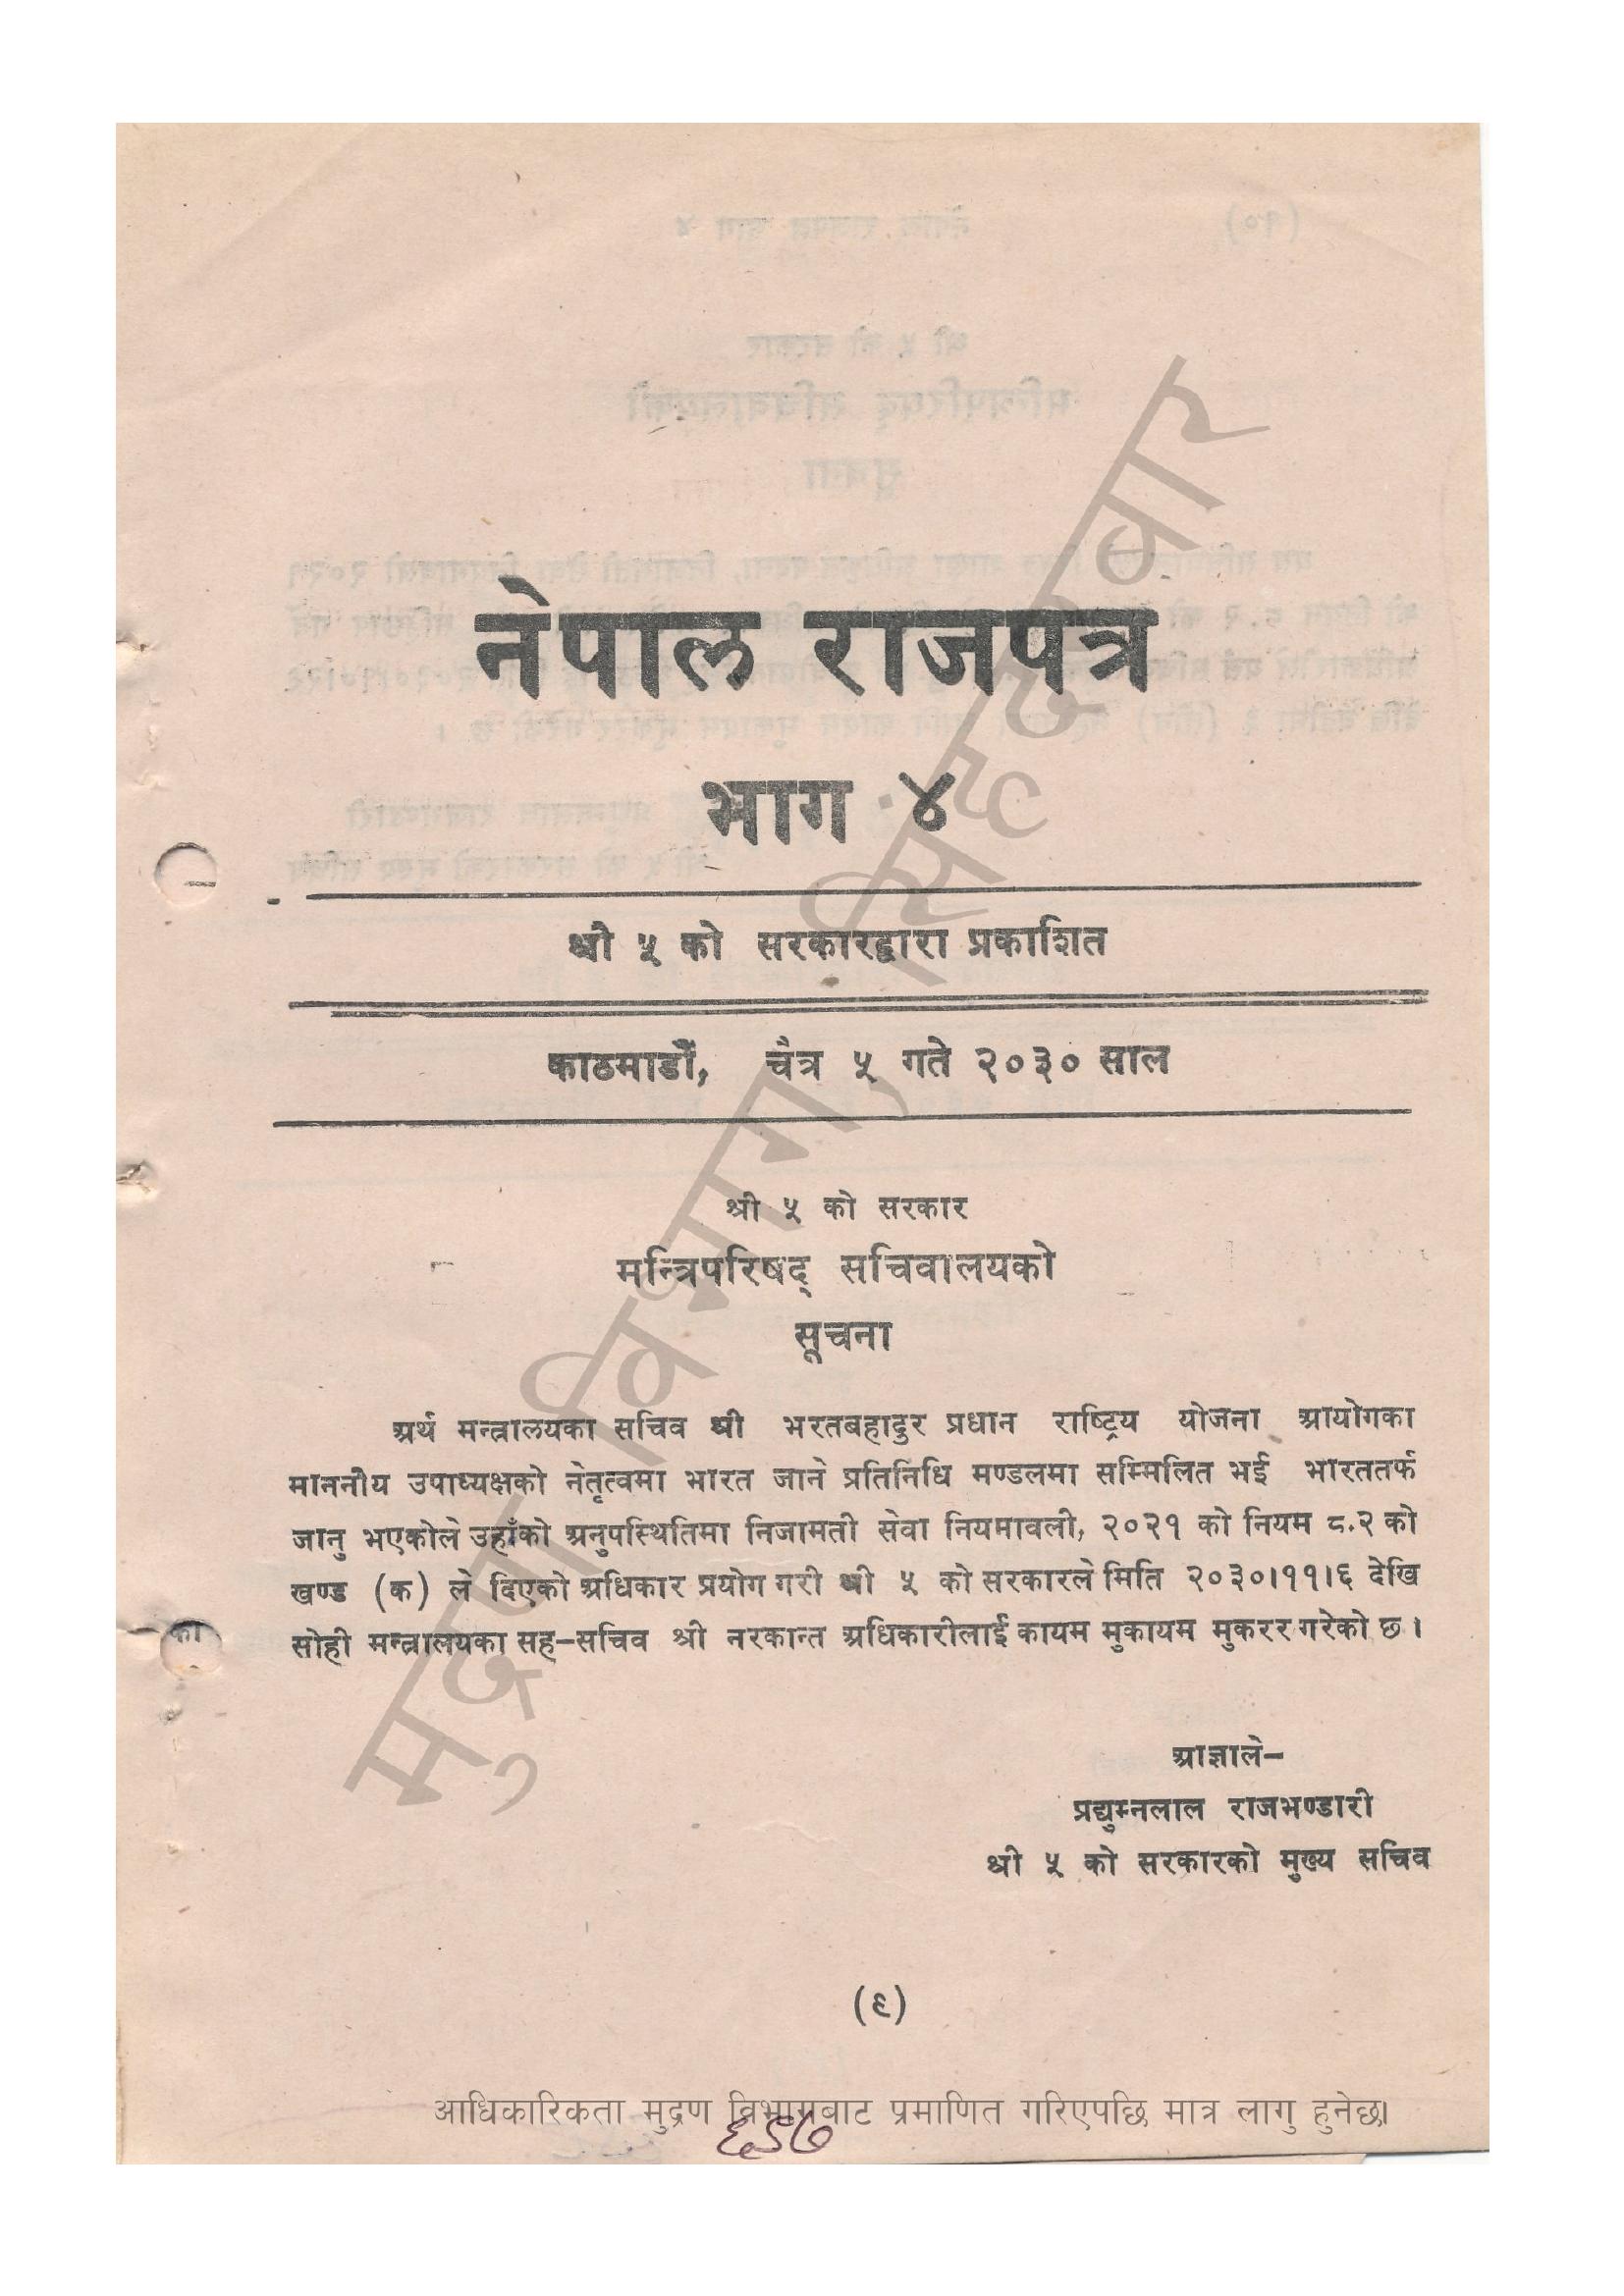 नेपाल राजपत्र
भाग ४
श्री ५ को सरकारद्वारा प्रकाशित
काठमाडौं, चैत्र ५ गते २०३० साल
श्री ५ को सरकार
मन्त्रिपरिषद् सचिवालयको
सूचना
अर्थ मन्त्रालयका सचिव श्री भरतबहादुर प्रधान राष्ट्रिय योजना आयोगका
माननीय उपाध्यक्षको नेतृत्वमा भारत जाने प्रतिनिधि मण्डलमा सम्मिलित भई भारततर्फ
जानु भएकोले उहाँको अनुपस्थितिमा निजामती सेवा नियमावली, २०२१ को नियम ८.२ को
खण्ड (क) ले दिएको अधिकार प्रयोग गरी श्री ५ को सरकारले मिति २०३०।११।६ देखि
सोही मन्त्रालयका सह-सचिव श्री नरकान्त अधिकारीलाई कायम मुकायम मुकरर गरेको छ ।
आज्ञाले-
प्रद्युम्नलाल राजभण्डारी
श्री ५ को सरकारको मुख्य सचिव
(९)
मुद्रण विभाग, सिंहदरबार
आधिकारिकता मुद्रण विभागबाट प्रमाणित गरिएपछि मात्र लागु हुनेछ।
६९७